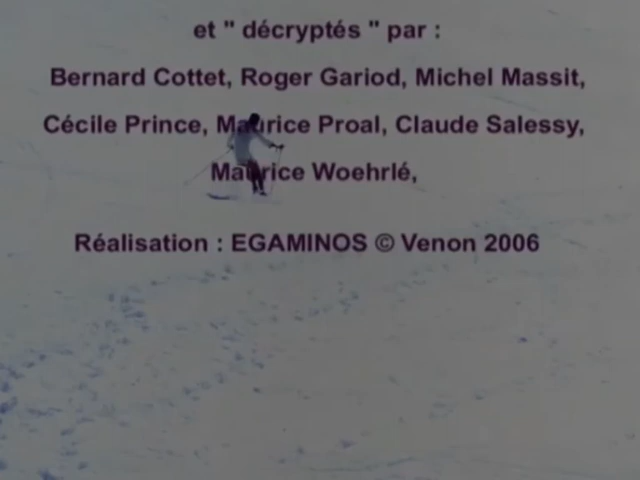 et " décryptés " par :
Bernard Cottet, Roger Gariod, Michel Massit,
Cécile Prince, Maurice Proal, Claude Salessy,
Maurice Woehrlé,
Réalisation : EGAMINOS © Venon 2006